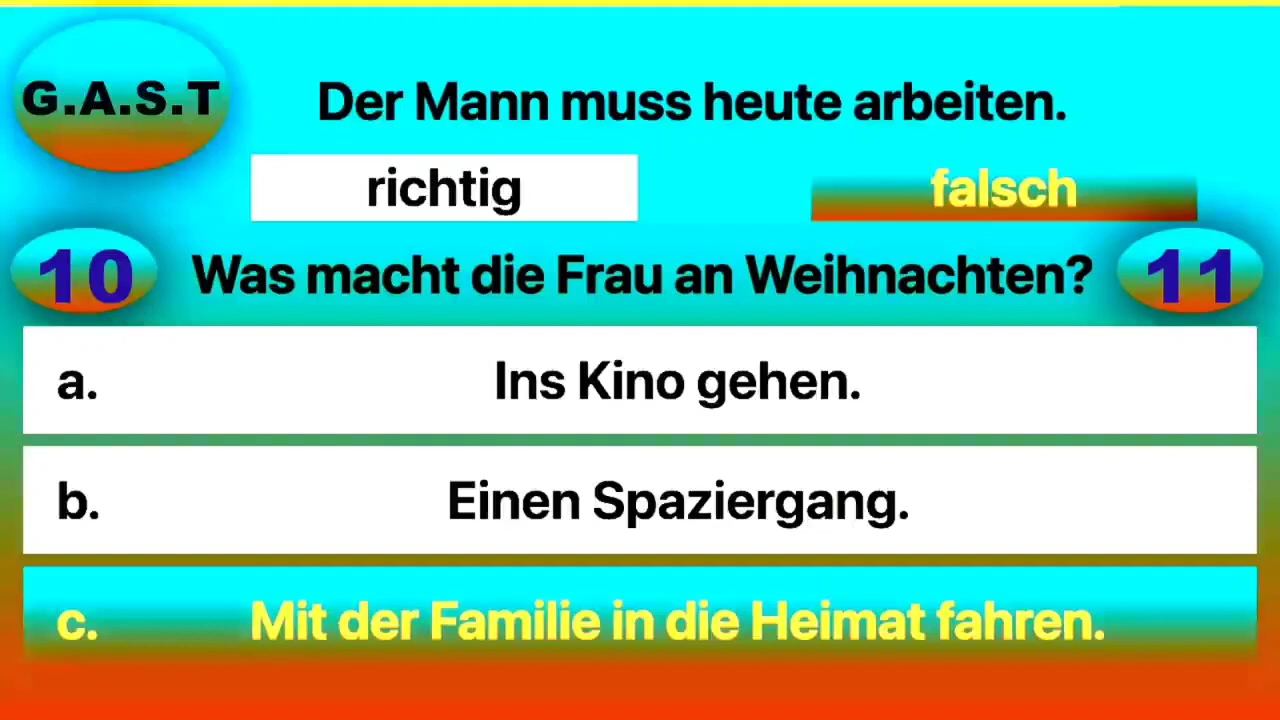 G.A.S.T
Der Mann muss heute arbeiten.
richtig falsch
10 Was macht die Frau an Weihnachten? 11
a. Ins Kino gehen.
b. Einen Spaziergang.
c. Mit der Familie in die Heimat fahren.